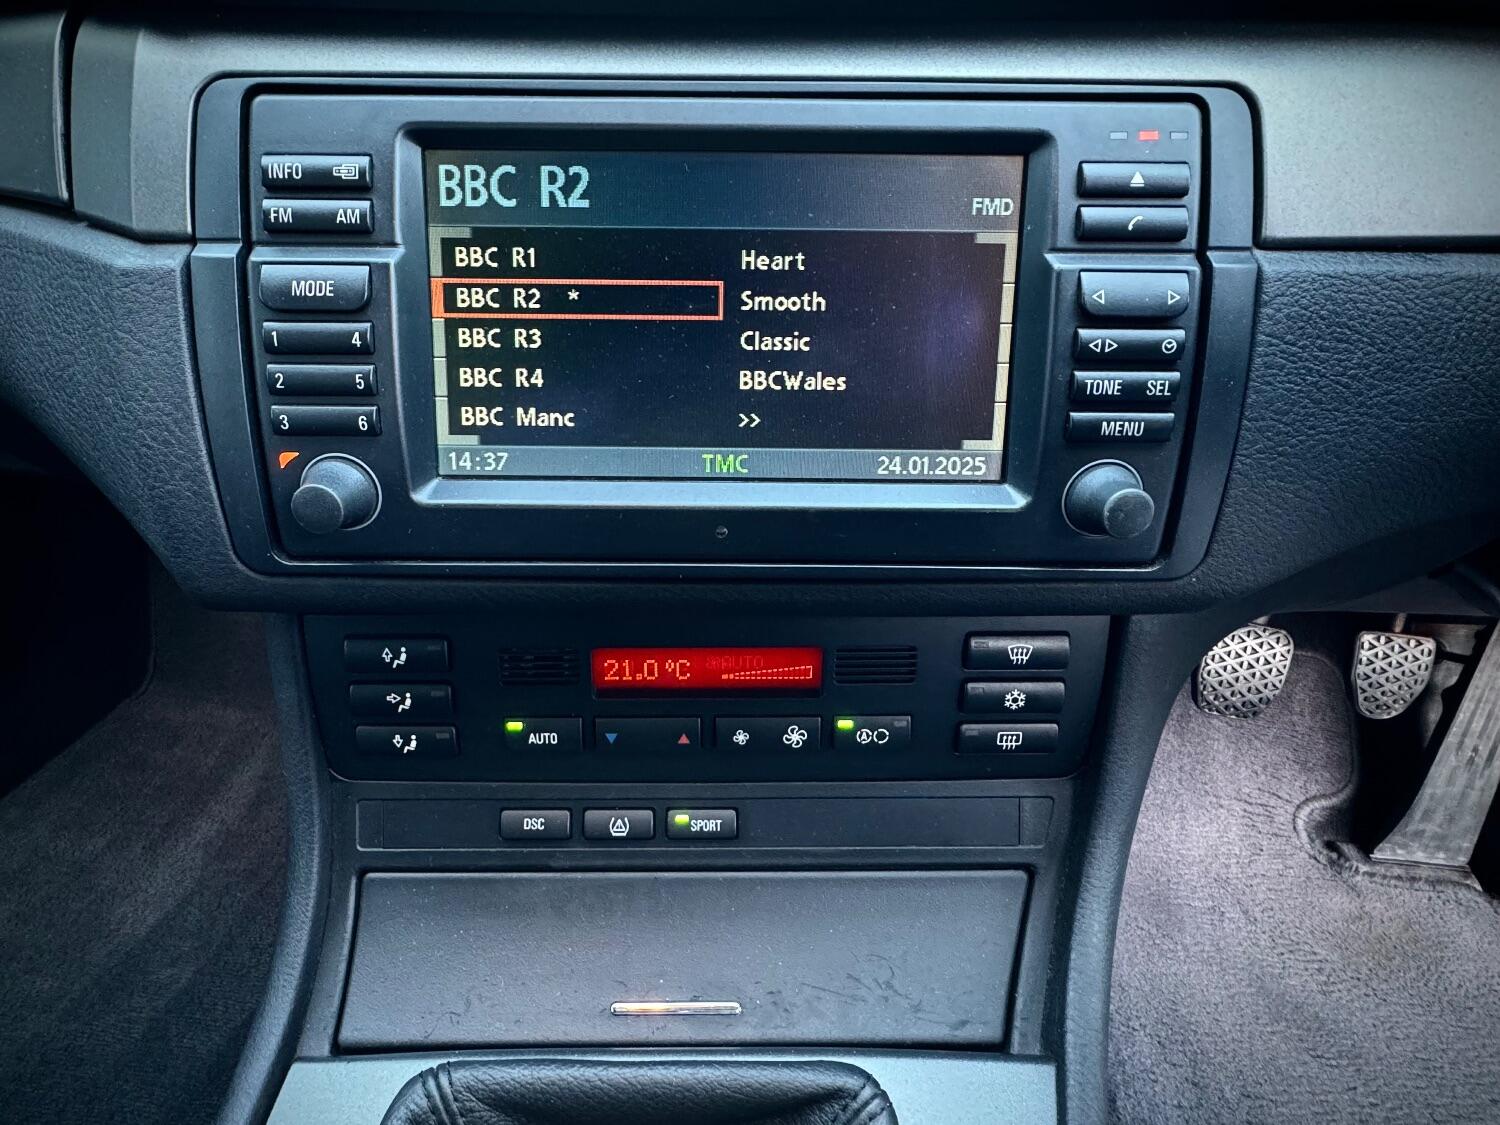 INFO
FM AM
MODE
1 4
2 5
3 6
BBC R2
FMD
BBC R1
BBC R2 *
BBC R3
BBC R4
BBC Manc
Heart
Smooth
Classic
BBCWales
>>
14:37 TMC 24.01.2025
TONE SEL
MENU
21.0 °C AUTO
AUTO
A
DSC
SPORT